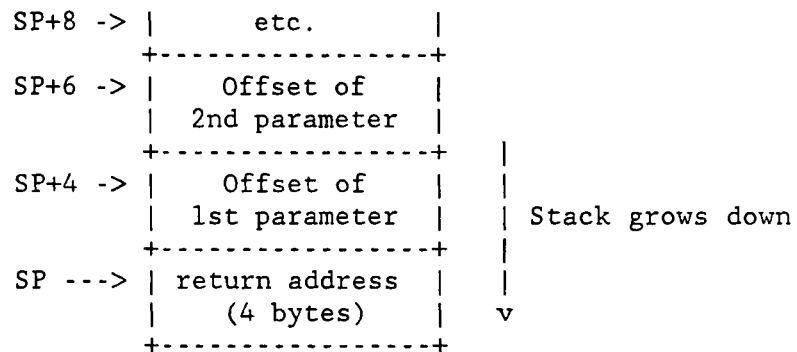 SP+8 -> | etc. |
+----------------+
SP+6 -> | Offset of |
| 2nd parameter |
+----------------+ |
SP+4 -> | Offset of | |
| 1st parameter | | Stack grows down
+----------------+ |
SP ---> | return address | |
| (4 bytes) | v
+----------------+